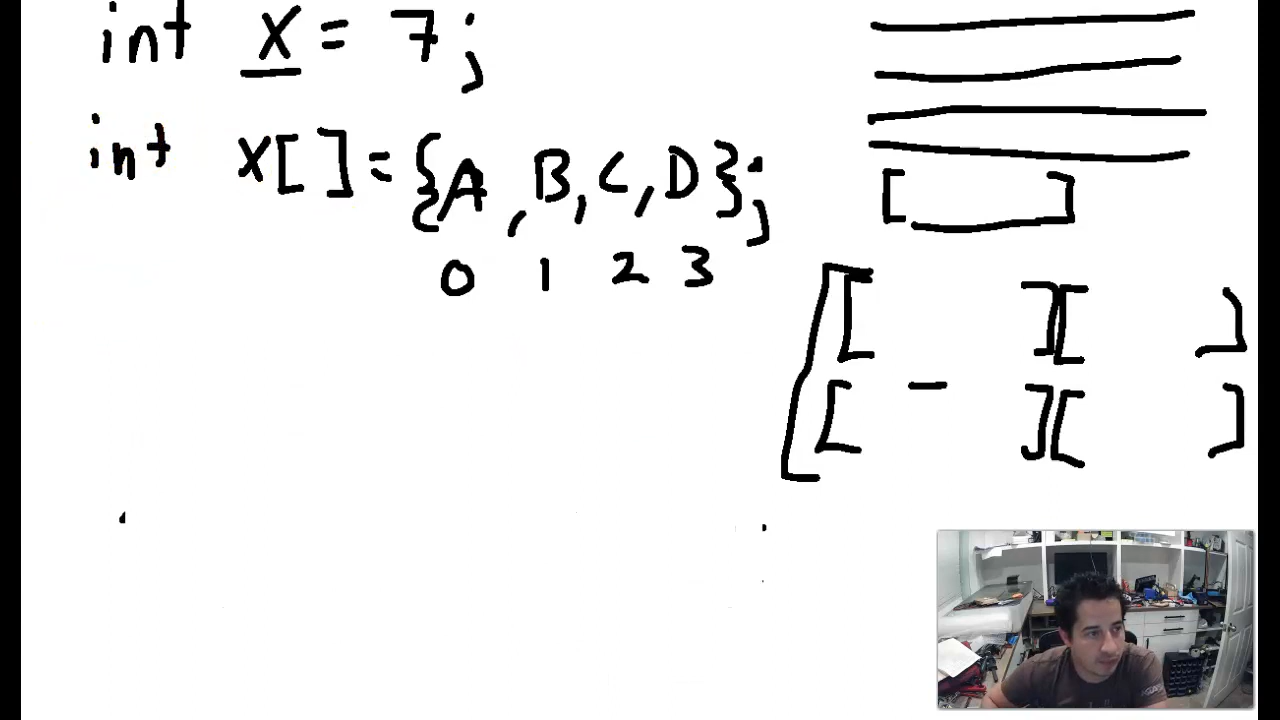 int X = 7;
int X[] = {A, B, C, D};
0 1 2 3
[ ]
[ ][ ]
[ - ][ ]